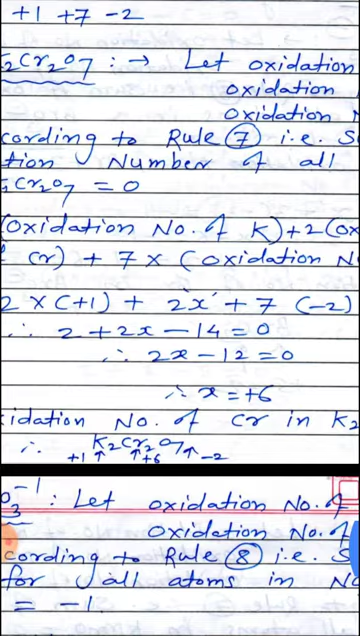 +1 +7 -2
K₂Cr₂O₇ :→ Let oxidation
oxidation
oxidation N
cording to Rule ⑦ i.e. S
tion Number of all
Cr₂O₇ = 0
(oxidation No. of K) + 2 (ox
Cr) + 7 × (oxidation N
2 × (+1) + 2x + 7 (-2)
∴ 2 + 2x - 14 = 0
∴ 2x - 12 = 0
∴ x = +6
idation No. of Cr in K₂
∴ K₂Cr₂O₇
+1 ↑ ↑+6 ↑-2
O₃⁻¹ : Let oxidation No. of
oxidation No. of
cording to Rule ⑧ i.e. S
for all atoms in NO
= -1